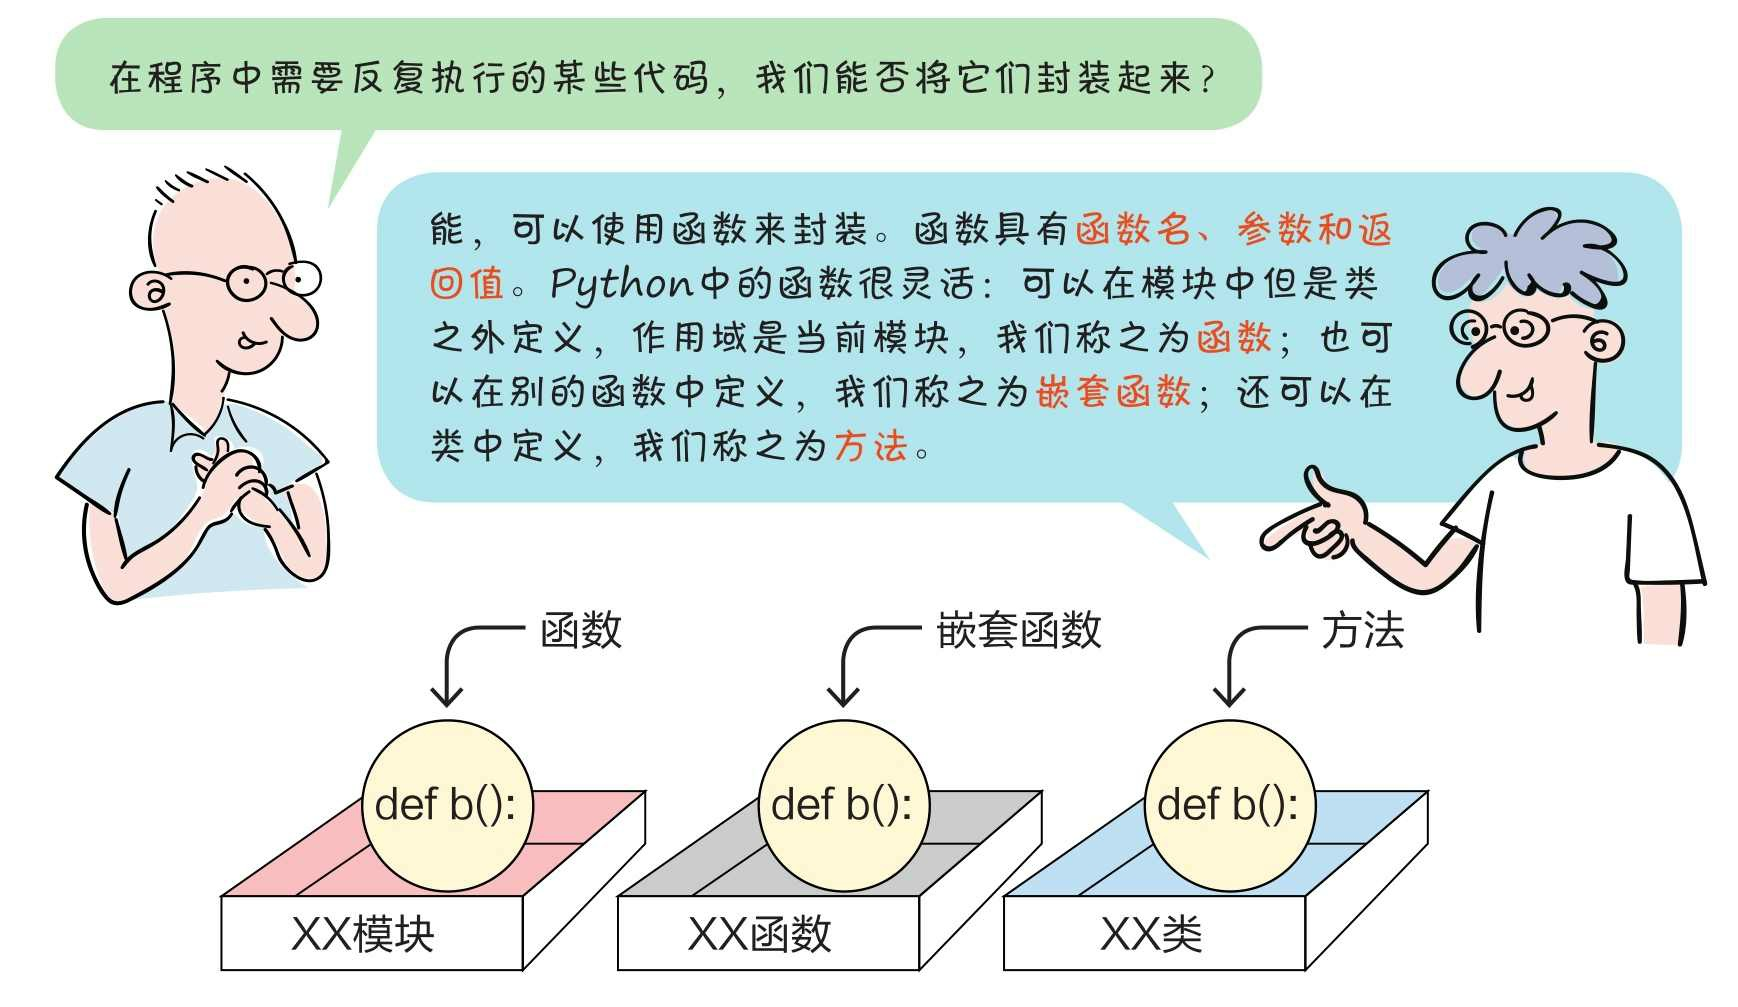 在程序中需要反复执行的某些代码，我们能否将它们封装起来？
能，可以使用函数来封装。函数具有函数名、参数和返
回值。Python中的函数很灵活：可以在模块中但是类
之外定义，作用域是当前模块，我们称之为函数；也可
以在别的函数中定义，我们称之为嵌套函数；还可以在
类中定义，我们称之为方法。
函数
嵌套函数
方法
def b():
def b():
def b():
XX模块
XX函数
XX类